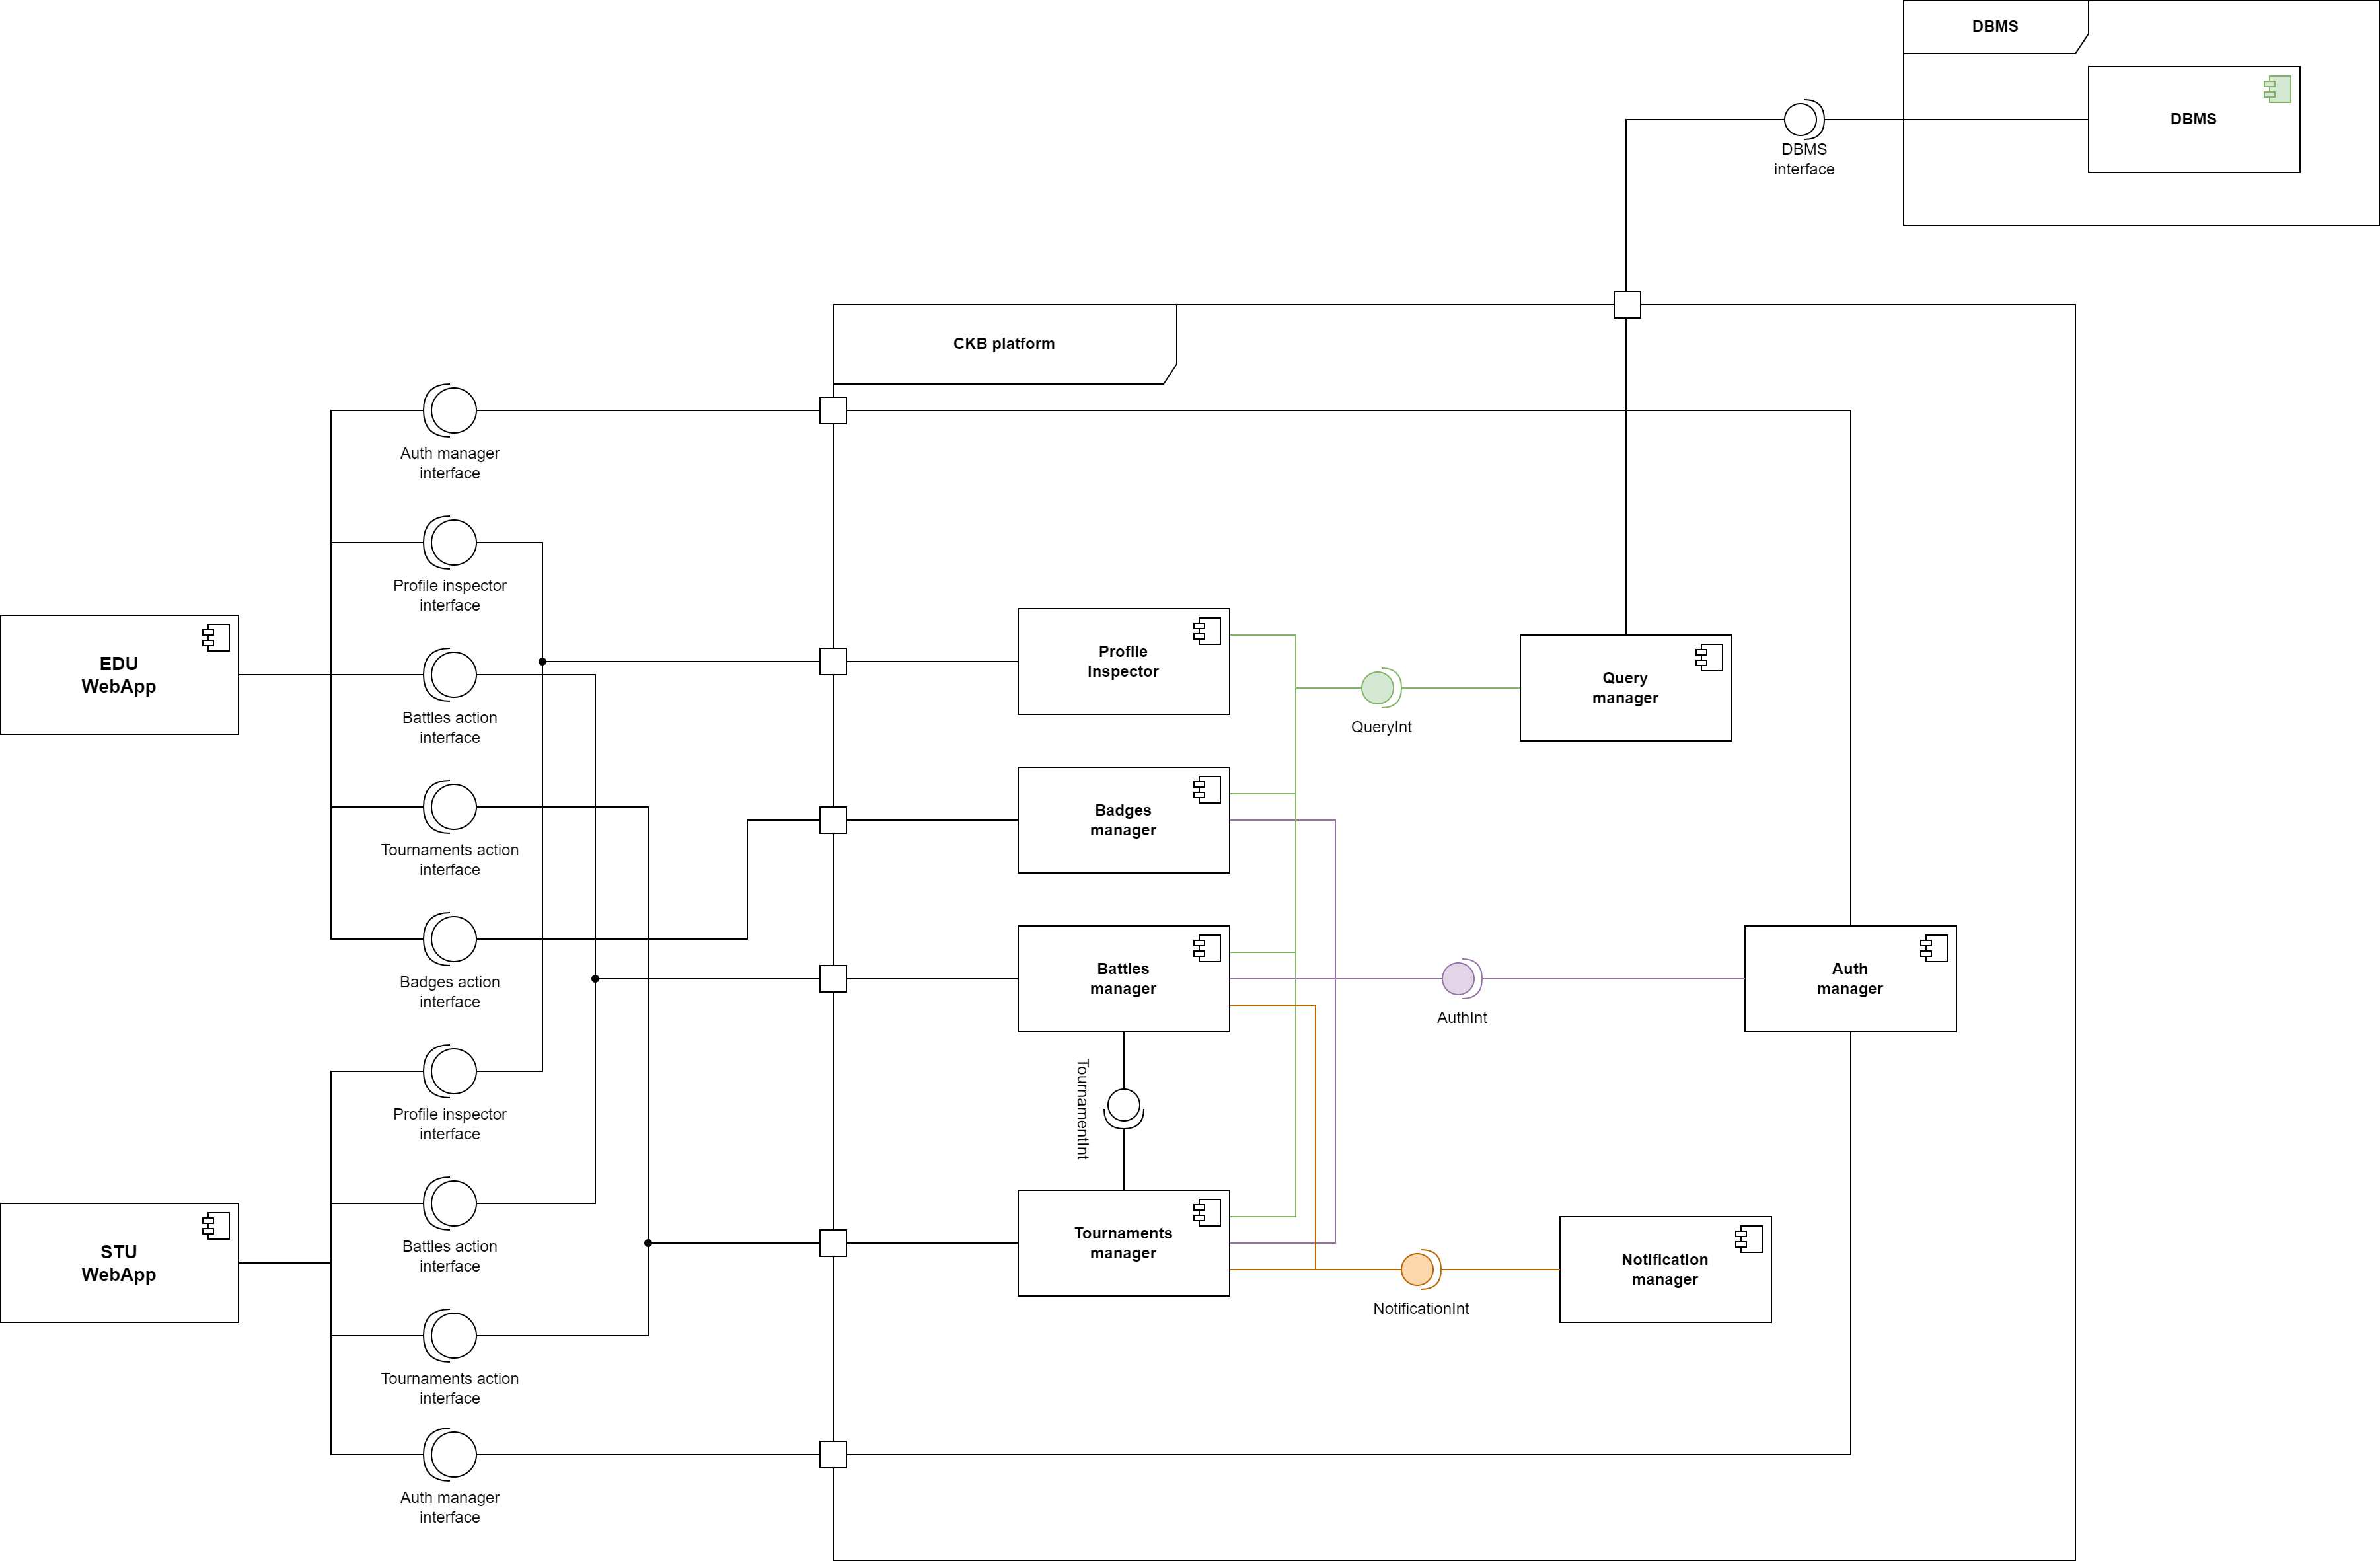 DBMS
DBMS
DBMS
interface
CKB platform
Auth manager
interface
Profile inspector
interface
EDU
WebApp
Battles action
interface
Tournaments action
interface
Badges action
interface
Profile inspector
interface
STU
WebApp
Battles action
interface
Tournaments action
interface
Auth manager
interface
Profile
Inspector
QueryInt
Query
manager
Badges
manager
Battles
manager
AuthInt
Auth
manager
TournamentInt
Tournaments
manager
NotificationInt
Notification
manager